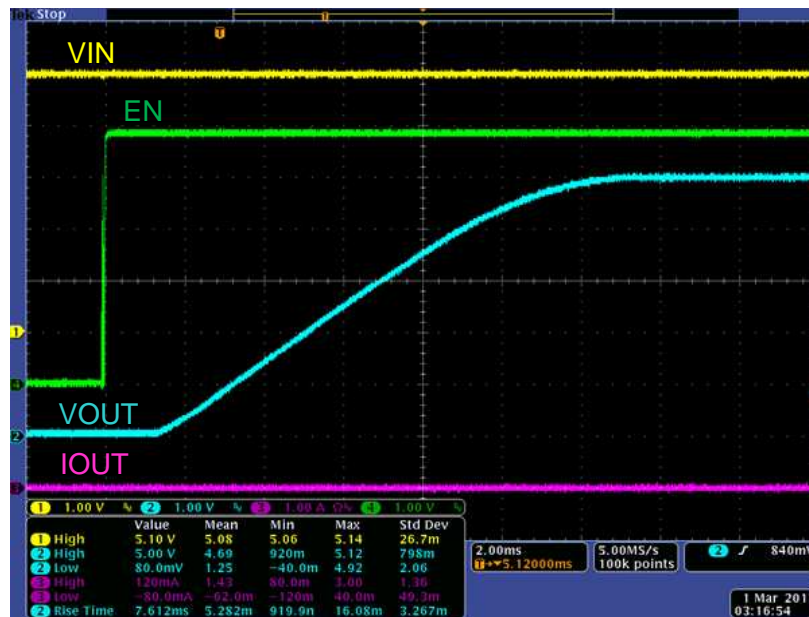 Tek Stop
T
T
VIN
EN
1
4
VOUT
2
IOUT
3
1 1.00 V 2 1.00 V 3 1.00 A Ω 4 1.00 V
Value Mean Min Max Std Dev
1 High 5.10 V 5.08 5.06 5.14 26.7m
2 High 5.00 V 4.69 920m 5.12 798m
2 Low 80.0mV 1.25 −40.0m 4.92 2.06
3 High 120mA 1.43 80.0m 3.00 1.36
3 Low −80.0mA −62.0m −120m 40.0m 49.3m
2 Rise Time 7.612ms 5.282m 919.9n 16.08m 3.267m
2.00ms
T→▼5.12000ms
5.00MS/s
100k points
2 840mV
1 Mar 201
03:16:54